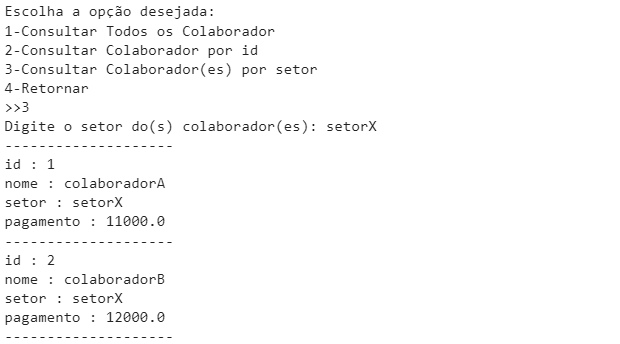 Escolha a opção desejada:
1-Consultar Todos os Colaborador
2-Consultar Colaborador por id
3-Consultar Colaborador(es) por setor
4-Retornar
>>3
Digite o setor do(s) colaborador(es): setorX
--------------------
id : 1
nome : colaboradorA
setor : setorX
pagamento : 11000.0
--------------------
id : 2
nome : colaboradorB
setor : setorX
pagamento : 12000.0
--------------------